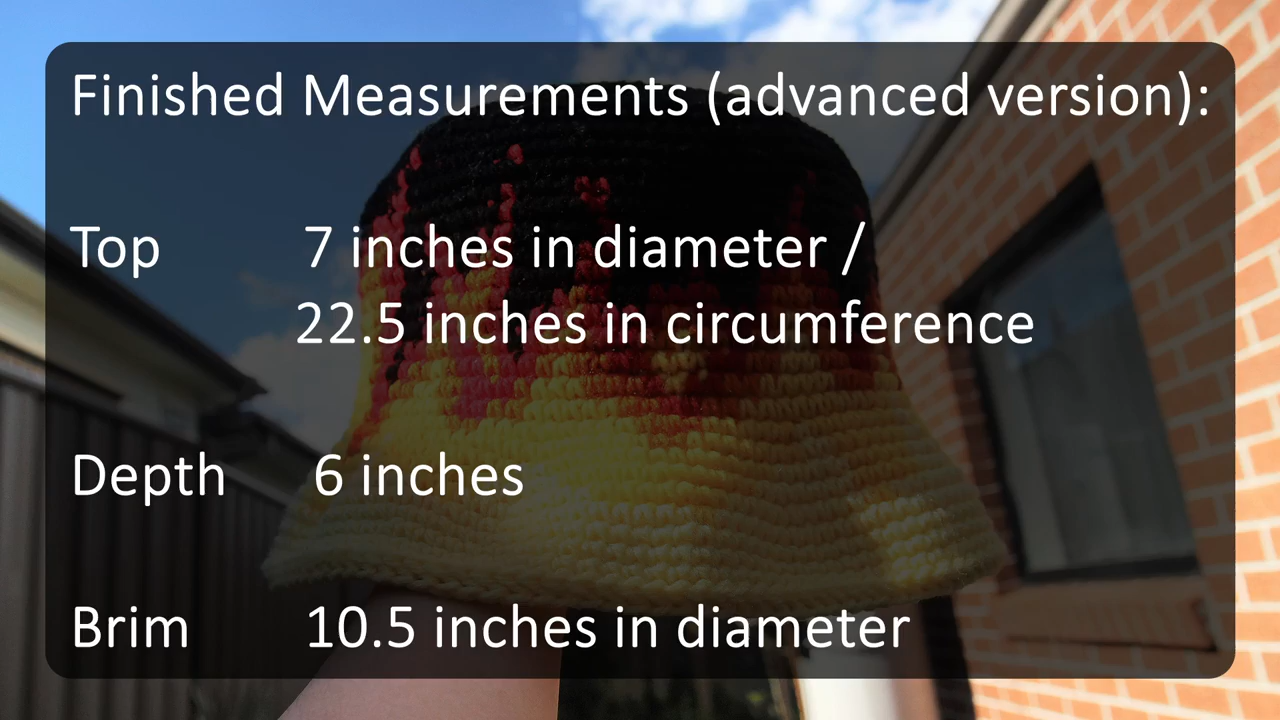 Finished Measurements (advanced version):
Top 7 inches in diameter /
22.5 inches in circumference
Depth 6 inches
Brim 10.5 inches in diameter